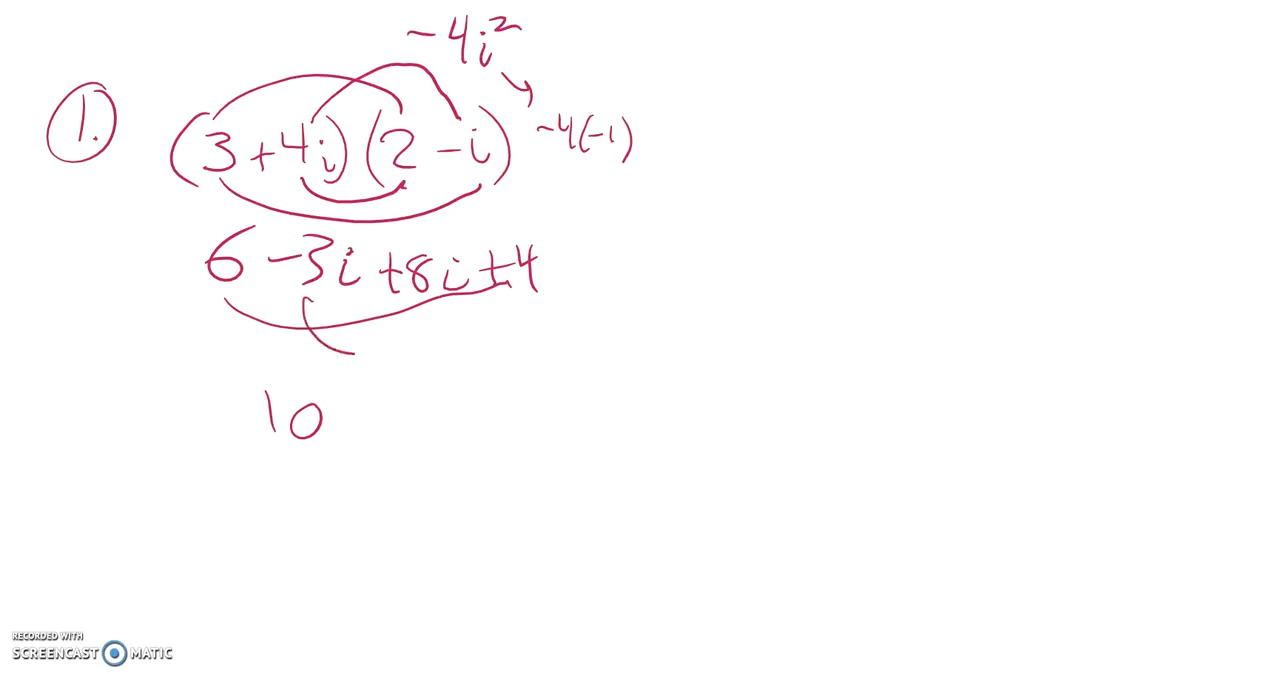 -4i²
1.
(3+4i)(2-i)
-4(-1)
6-3i+8i+4
10
RECORDED WITH
SCREENCAST MATIC